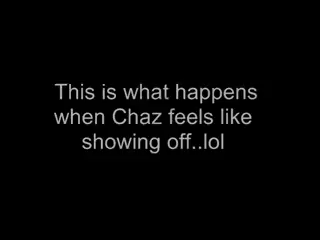 This is what happens
when Chaz feels like
showing off..lol